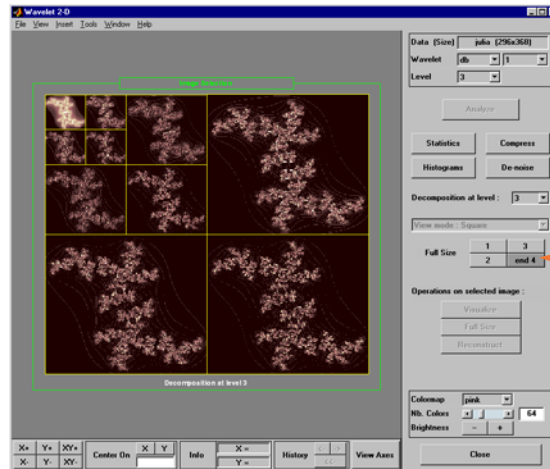 Wavelet 2-D
File View Insert Tools Window Help
Image Selection
Decomposition at level 3
Data (Size) julia (296x368)
Wavelet db 1
Level 3
Analyze
Statistics Compress
Histograms De-noise
Decomposition at level : 3
View mode : Square
Full Size 1 3
2 end 4
Operations on selected image :
Visualize
Full Size
Reconstruct
Colormap pink
Nb. Colors 64
Brightness - +
X+ Y+ XY+
X- Y- XY-
Center On X Y
Info X =
Y =
History <- ->
<<-
View Axes
Close